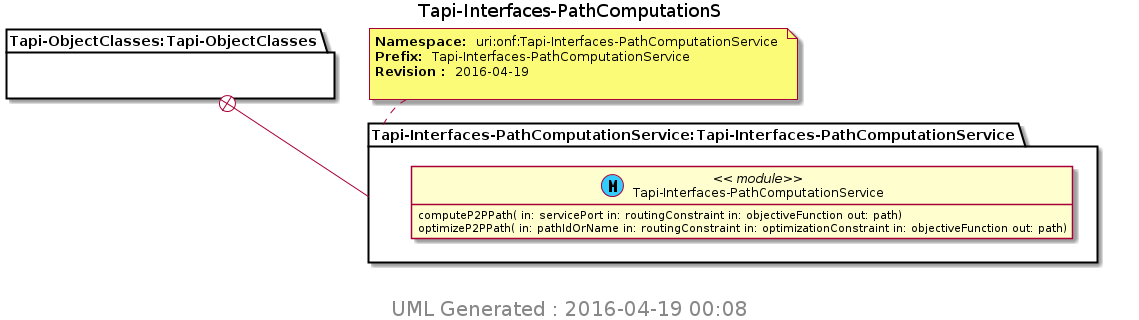 Tapi-Interfaces-PathComputationS
Tapi-ObjectClasses:Tapi-ObjectClasses
Namespace: uri:onf:Tapi-Interfaces-PathComputationService
Prefix: Tapi-Interfaces-PathComputationService
Revision : 2016-04-19
Tapi-Interfaces-PathComputationService:Tapi-Interfaces-PathComputationService
<< module>>
M Tapi-Interfaces-PathComputationService
computeP2PPath( in: servicePort in: routingConstraint in: objectiveFunction out: path)
optimizeP2PPath( in: pathIdOrName in: routingConstraint in: optimizationConstraint in: objectiveFunction out: path)
UML Generated : 2016-04-19 00:08